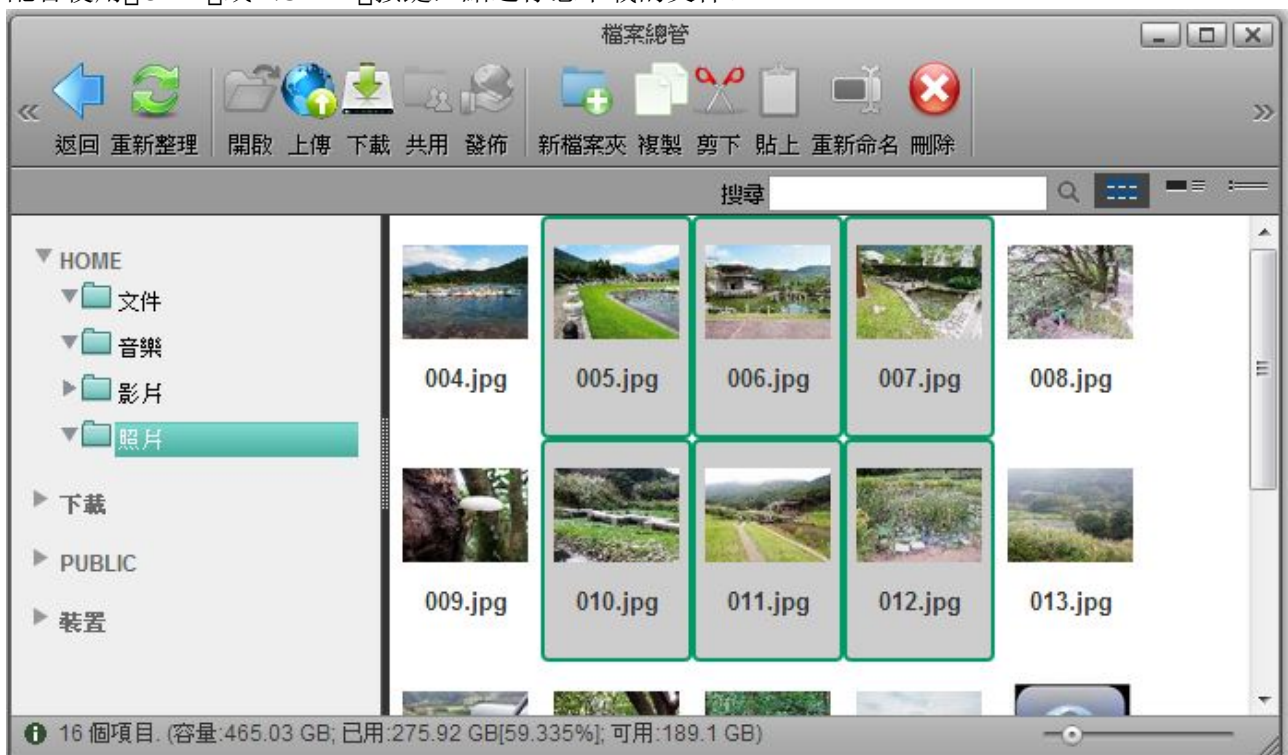 檔案總管
返回 重新整理 開啟 上傳 下載 共用 發佈 新檔案夾 複製 剪下 貼上 重新命名 刪除
搜尋
HOME
文件
音樂
影片
照片
下載
PUBLIC
裝置
004.jpg 005.jpg 006.jpg 007.jpg 008.jpg
009.jpg 010.jpg 011.jpg 012.jpg 013.jpg
16 個項目. (容量:465.03 GB; 已用:275.92 GB[59.335%]; 可用:189.1 GB)